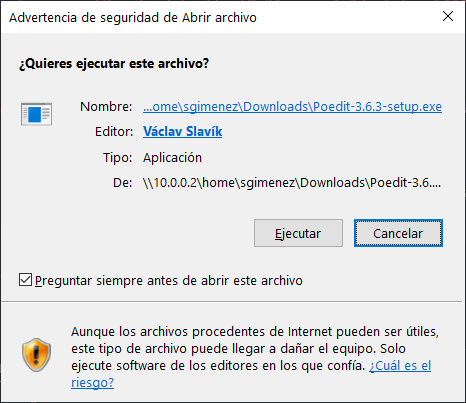 Advertencia de seguridad de Abrir archivo
¿Quieres ejecutar este archivo?
Nombre: ...ome\sgimenez\Downloads\Poedit-3.6.3-setup.exe
Editor: Václav Slavík
Tipo: Aplicación
De: \\10.0.0.2\home\sgimenez\Downloads\Poedit-3.6....
Ejecutar Cancelar
Preguntar siempre antes de abrir este archivo
Aunque los archivos procedentes de Internet pueden ser útiles,
este tipo de archivo puede llegar a dañar el equipo. Solo
ejecute software de los editores en los que confía. ¿Cuál es el
riesgo?